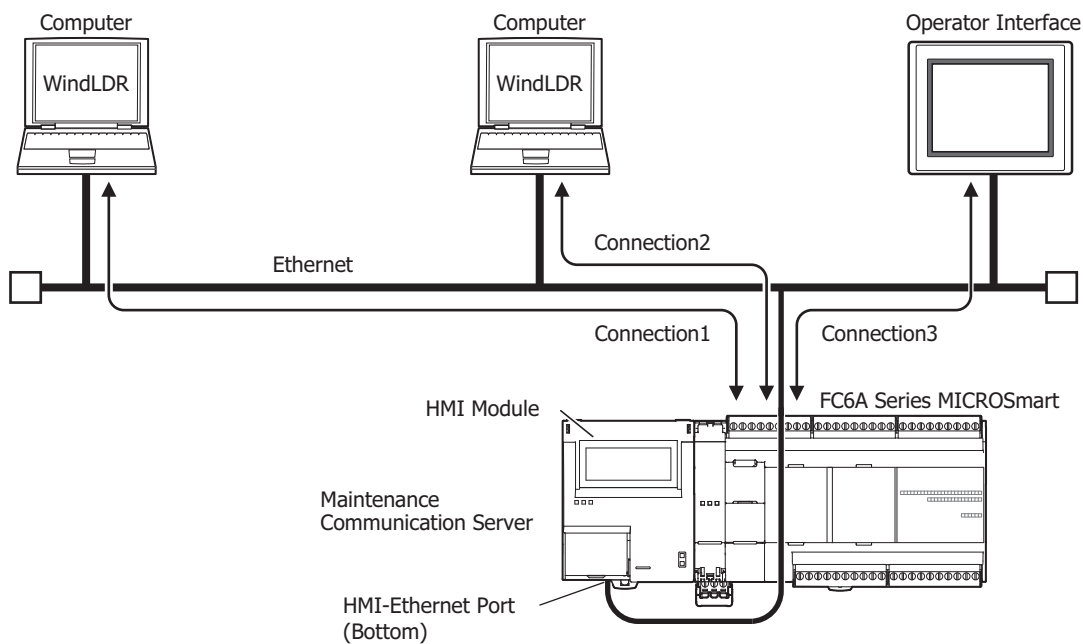 Computer
Computer
Operator Interface
WindLDR
WindLDR
Connection2
Ethernet
Connection1
Connection3
FC6A Series MICROSmart
HMI Module
Maintenance
Communication Server
HMI-Ethernet Port
(Bottom)